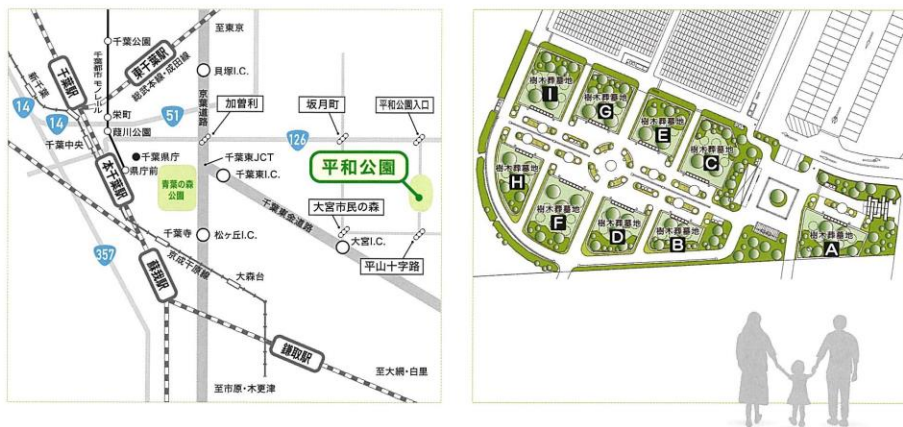 至東京
千葉公園
東千葉駅
総武本線・成田線
千葉都市モノレール
貝塚I.C.
新千葉
千葉駅
京葉道路
加曽利
坂月町
平和公園入口
14
14
51
126
栄町
葭川公園
千葉中央
千葉県庁
県庁前
本千葉駅
千葉東JCT
千葉東I.C.
平和公園
青葉の森
公園
千葉東金道路
大宮市民の森
千葉寺
松ヶ丘I.C.
大宮I.C.
平山十字路
357
京成千原線
大森台
蘇我駅
鎌取駅
至大網・白里
至市原・木更津
樹木葬墓地
I
樹木葬墓地
G
樹木葬墓地
E
樹木葬墓地
C
樹木葬墓地
H
樹木葬墓地
F
樹木葬墓地
D
樹木葬墓地
B
樹木葬墓地
A